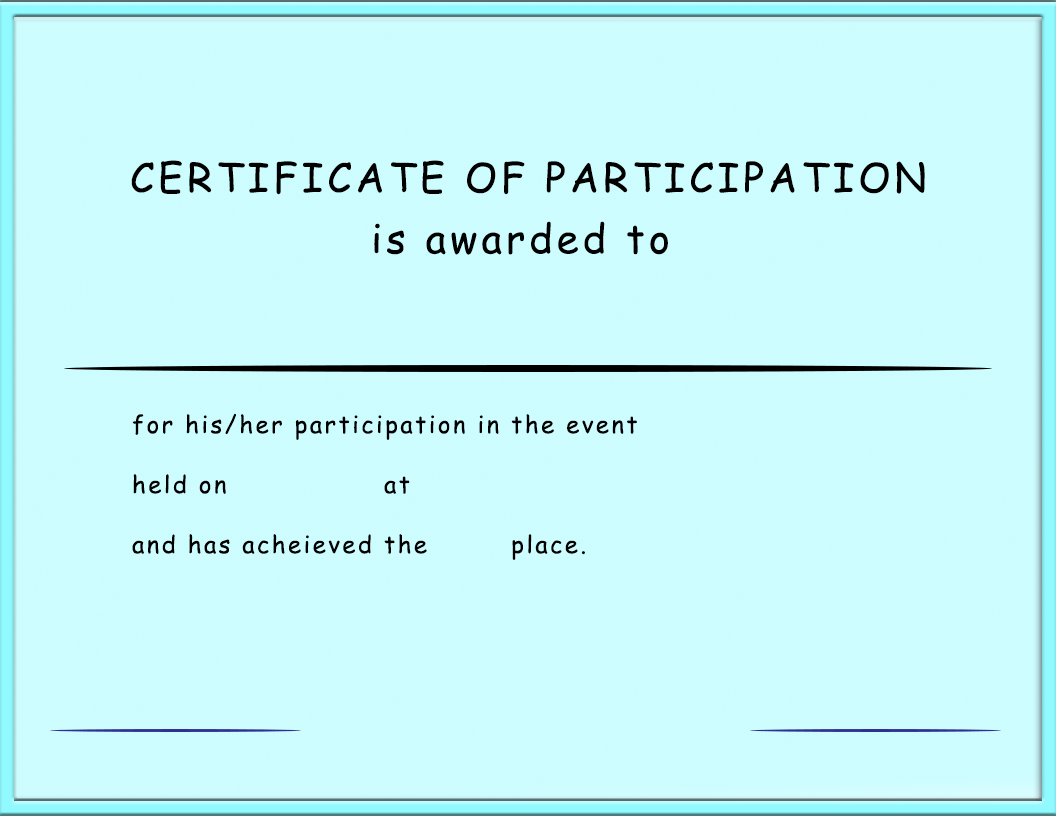 CERTIFICATE OF PARTICIPATION
is awarded to
for his/her participation in the event
held on at
and has acheieved the place.